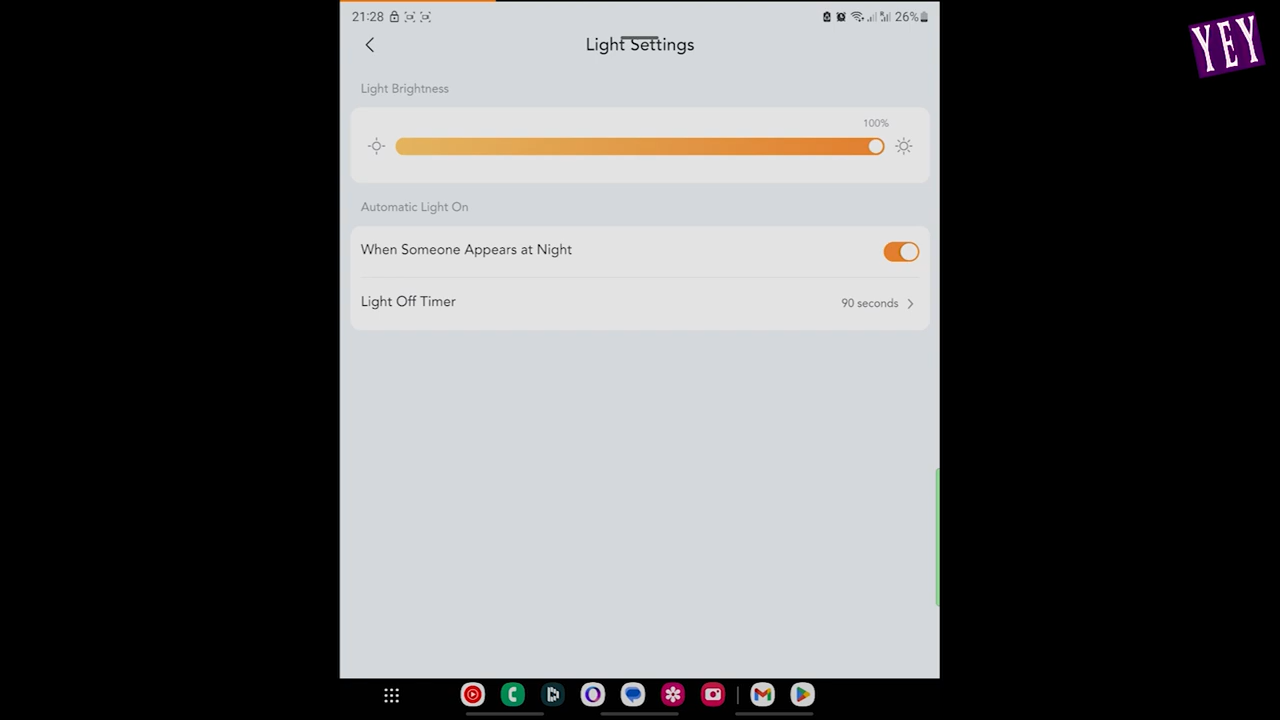 21:28
26%
YEY
Light Settings
Light Brightness
100%
Automatic Light On
When Someone Appears at Night
Light Off Timer
90 seconds